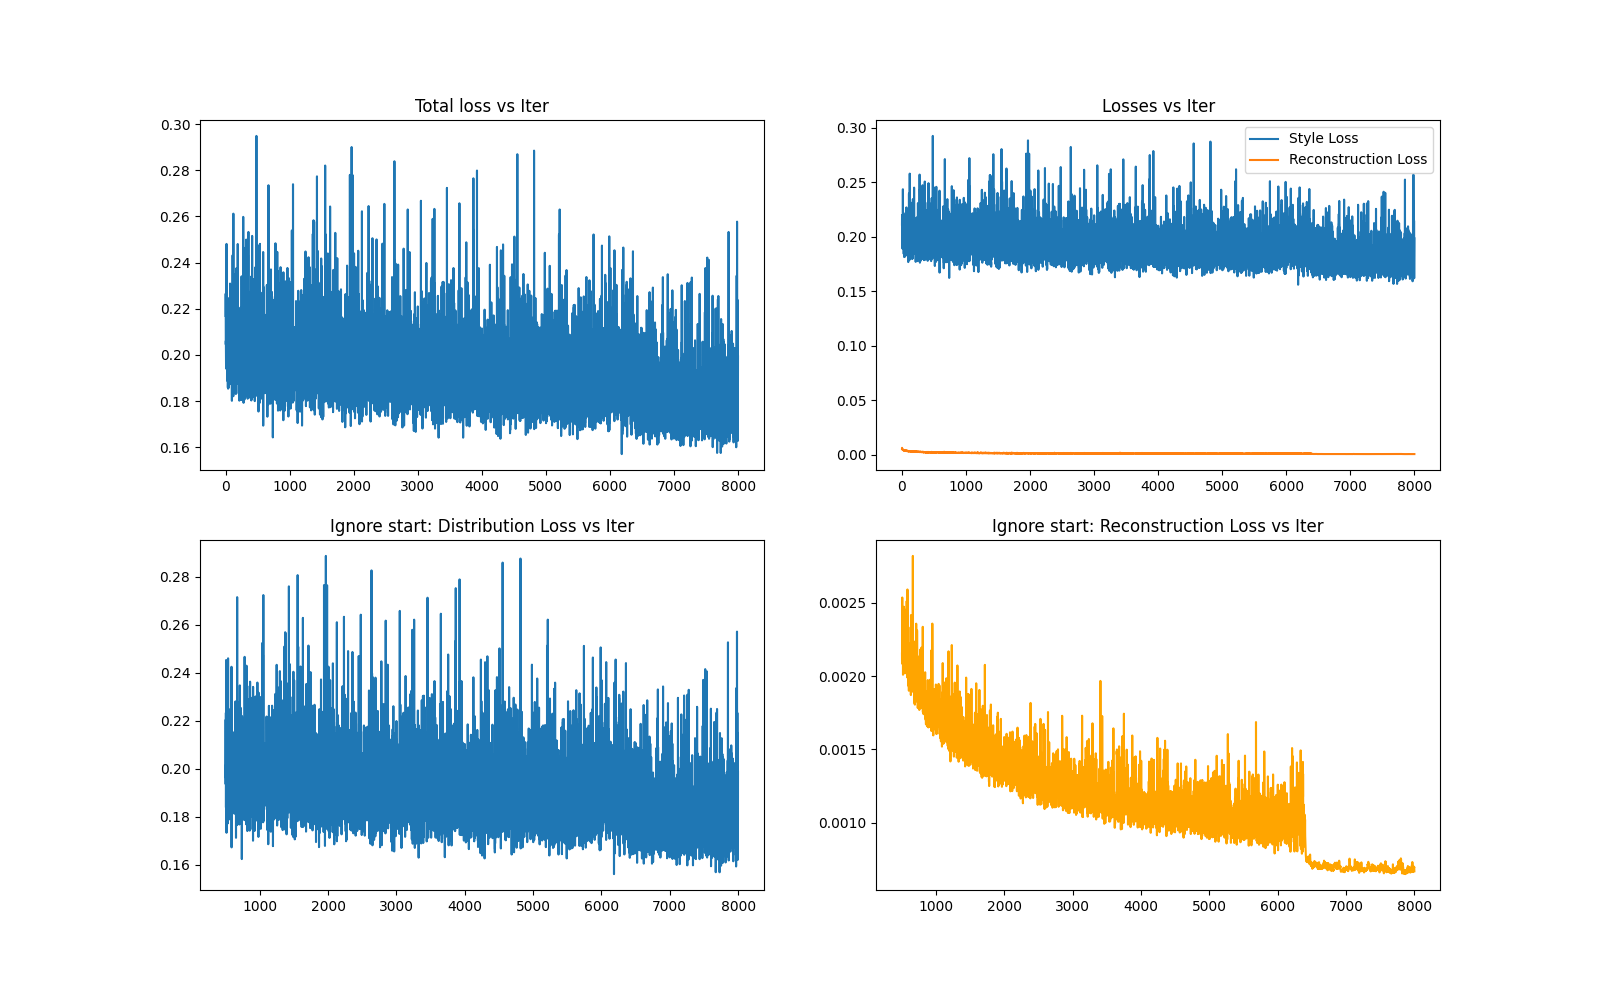 Total loss vs Iter
0.30
0.28
0.26
0.24
0.22
0.20
0.18
0.16
0 1000 2000 3000 4000 5000 6000 7000 8000
Losses vs Iter
Style Loss
Reconstruction Loss
0.30
0.25
0.20
0.15
0.10
0.05
0.00
0 1000 2000 3000 4000 5000 6000 7000 8000
Ignore start: Distribution Loss vs Iter
0.28
0.26
0.24
0.22
0.20
0.18
0.16
1000 2000 3000 4000 5000 6000 7000 8000
Ignore start: Reconstruction Loss vs Iter
0.0025
0.0020
0.0015
0.0010
1000 2000 3000 4000 5000 6000 7000 8000